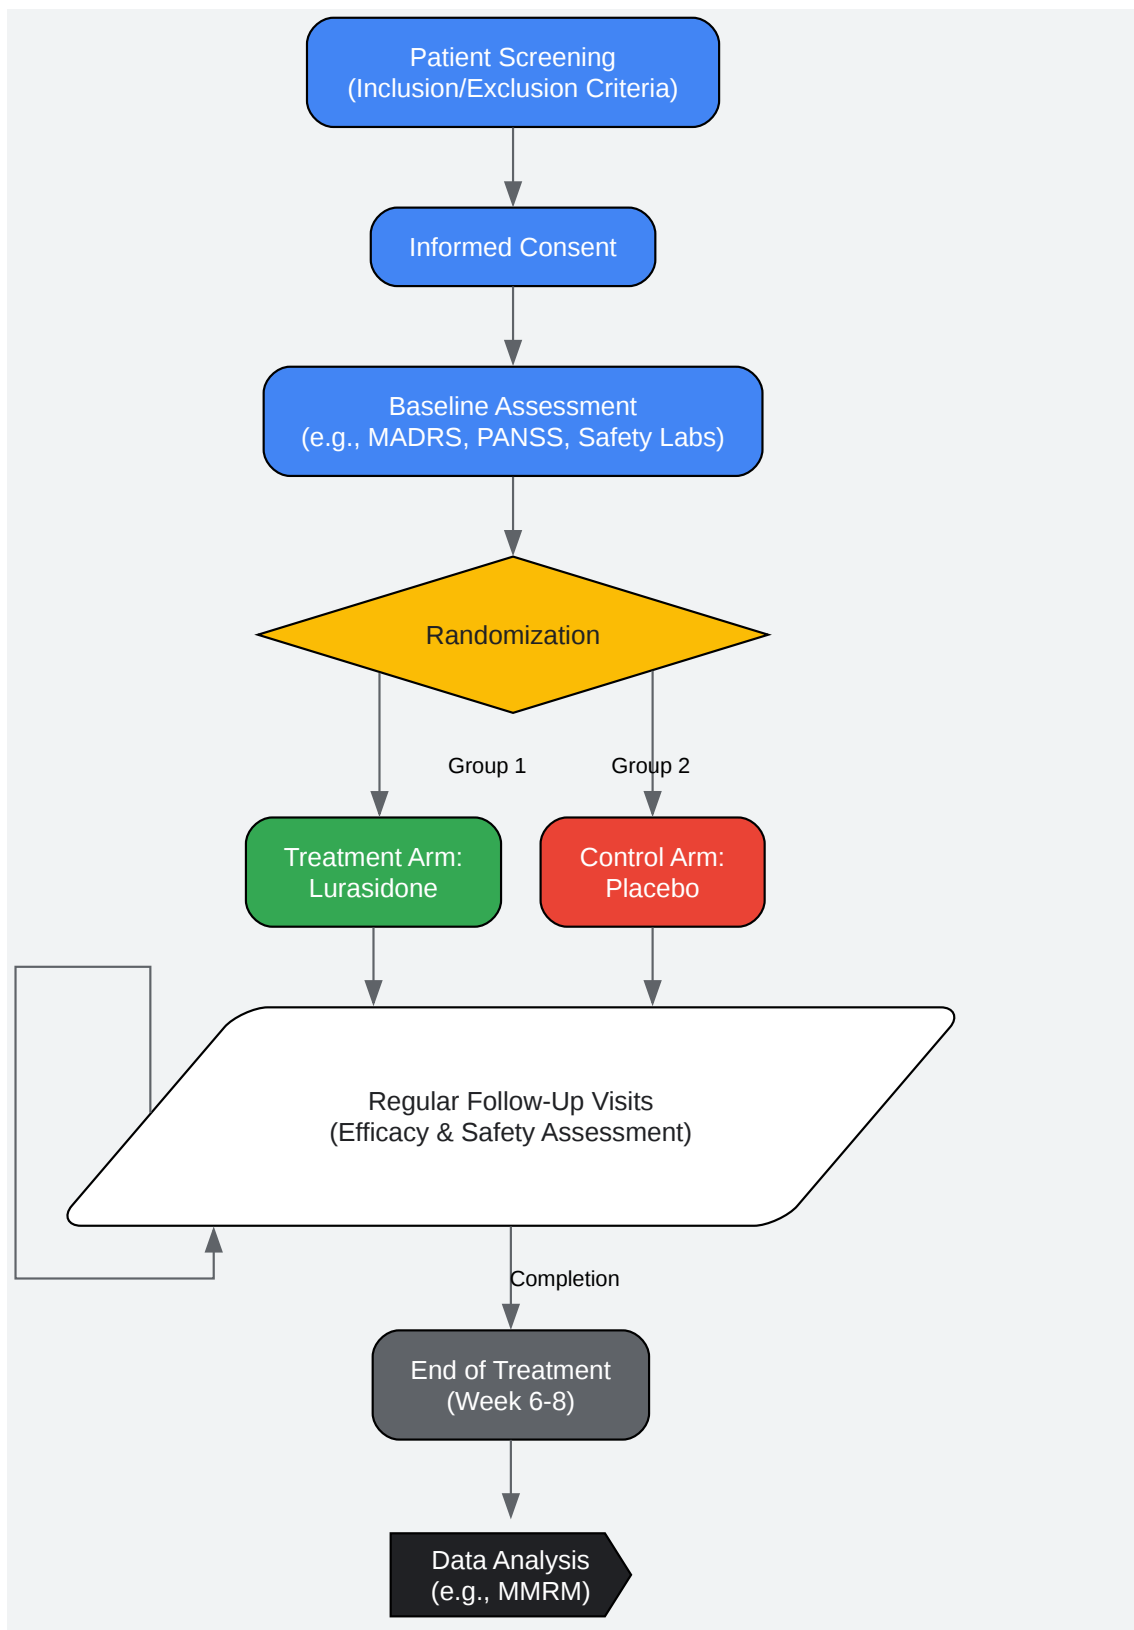 Patient Screening
(Inclusion/Exclusion Criteria)
Informed Consent
Baseline Assessment
(e.g., MADRS, PANSS, Safety Labs)
Randomization
Group 1
Group 2
Treatment Arm:
Lurasidone
Control Arm:
Placebo
Regular Follow-Up Visits
(Efficacy & Safety Assessment)
Completion
End of Treatment
(Week 6-8)
Data Analysis
(e.g., MMRM)